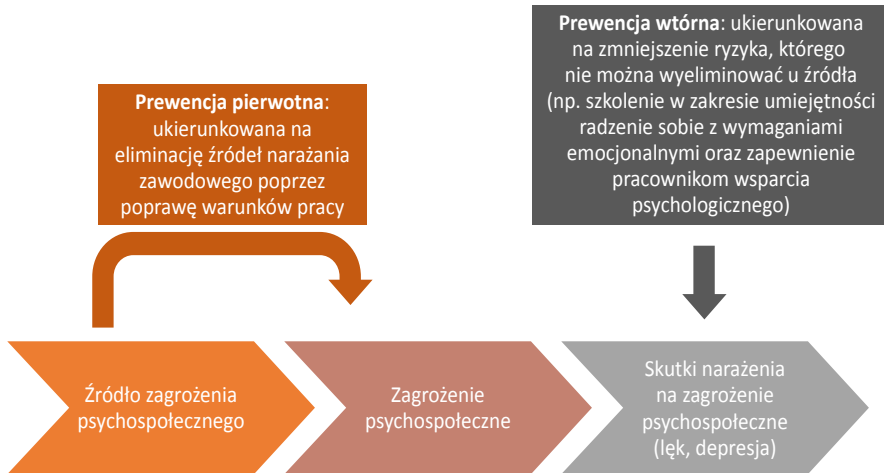 Prewencja wtórna: ukierunkowana
na zmniejszenie ryzyka, którego
nie można wyeliminować u źródła
(np. szkolenie w zakresie umiejętności
radzenie sobie z wymaganiami
emocjonalnymi oraz zapewnienie
pracownikom wsparcia
psychologicznego)
Prewencja pierwotna:
ukierunkowana na
eliminację źródeł narażania
zawodowego poprzez
poprawę warunków pracy
Źródło zagrożenia
psychospołecznego
Zagrożenie
psychospołeczne
Skutki narażenia
na zagrożenie
psychospołeczne
(lęk, depresja)